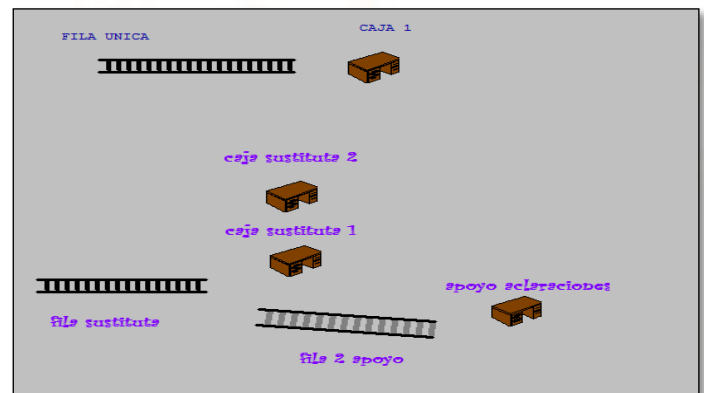 FILA UNICA
CAJA 1
caja sustituta 2
caja sustituta 1
apoyo aclaraciones
fila sustituta
fila 2 apoyo